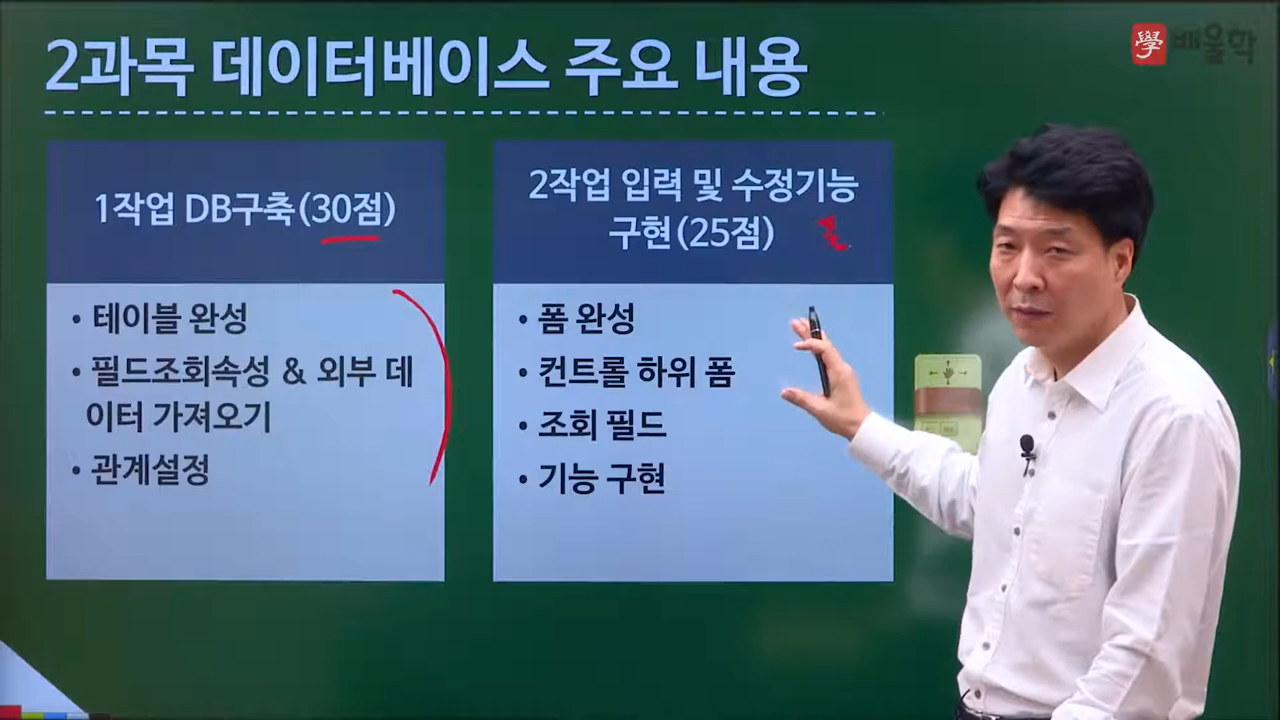 2과목 데이터베이스 주요 내용
學 배울학
1작업 DB구축(30점)
• 테이블 완성
• 필드조회속성 & 외부 데
이터 가져오기
• 관계설정
2작업 입력 및 수정기능
구현(25점)
폼
• 폼 완성
• 컨트롤 하위 폼
• 조회 필드
• 기능 구현